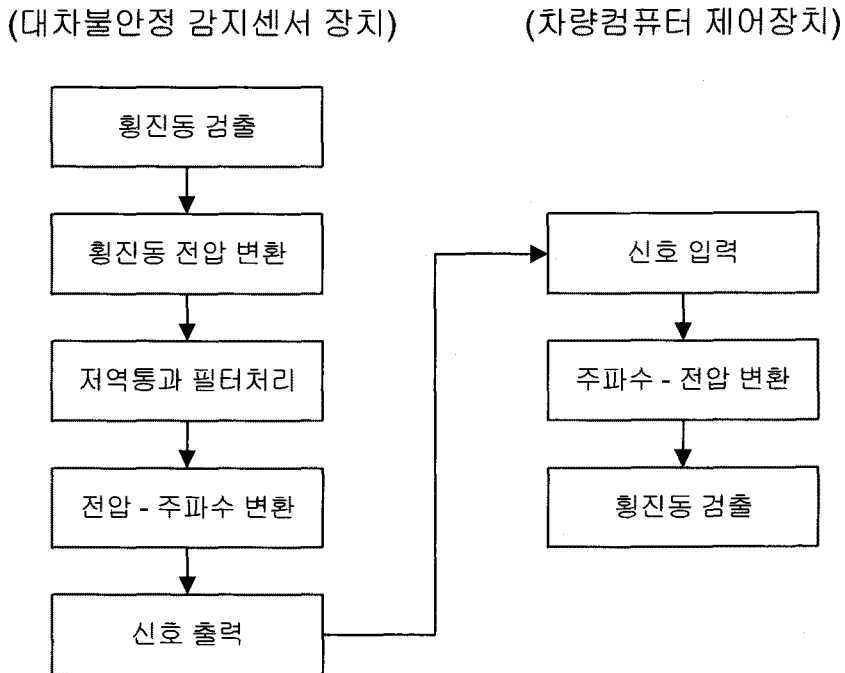 (대차불안정 감지센서 장치)
횡진동 검출
횡진동 전압 변환
저역통과 필터처리
전압 - 주파수 변환
신호 출력
(차량컴퓨터 제어장치)
신호 입력
주파수 - 전압 변환
횡진동 검출